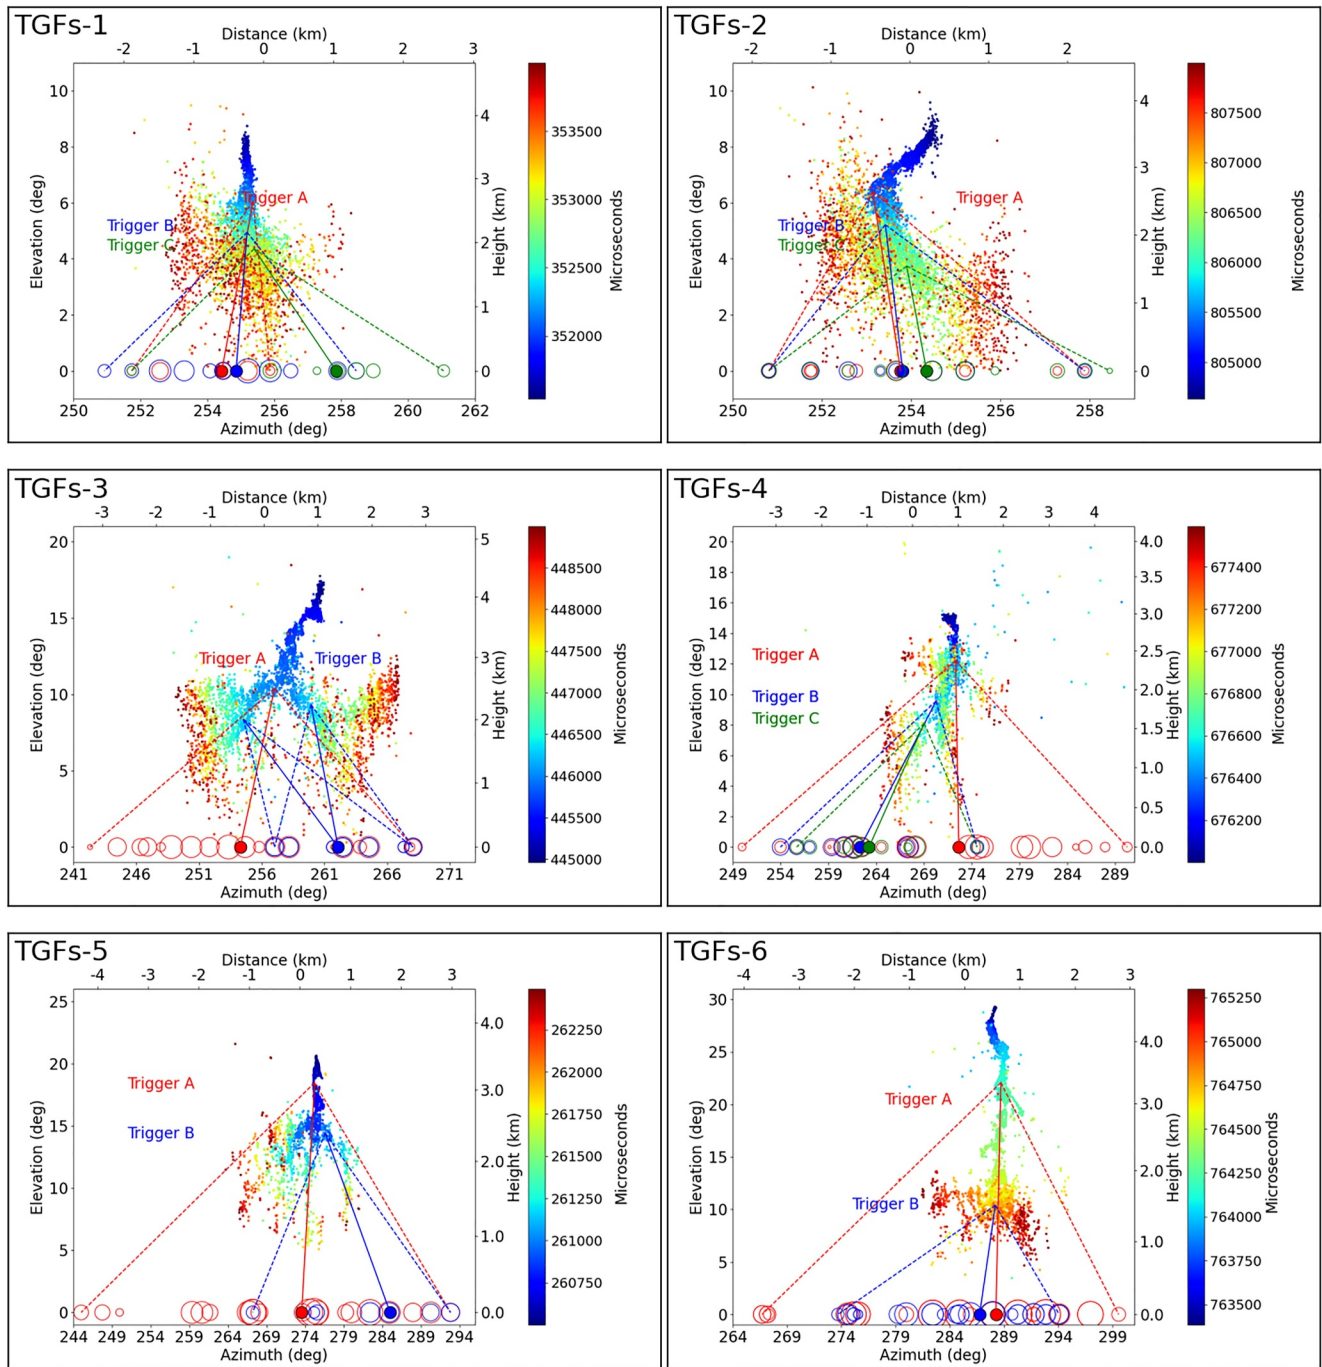 TGFs-1
Distance (km)
-2 -1 0 1 2 3
Elevation (deg)
10
8
6
4
2
0
Trigger A
Trigger B
Trigger C
4
3
2
1
0
Height (km)
353500
353000
352500
352000
Microseconds
250 252 254 256 258 260 262
Azimuth (deg)
TGFs-2
Distance (km)
-2 -1 0 1 2
Elevation (deg)
10
8
6
4
2
0
Trigger A
Trigger B
Trigger C
4
3
2
1
0
Height (km)
807500
807000
806500
806000
805500
805000
Microseconds
250 252 254 256 258
Azimuth (deg)
TGFs-3
Distance (km)
-3 -2 -1 0 1 2 3
Elevation (deg)
20
15
10
5
0
Trigger A Trigger B
5
4
3
2
1
0
Height (km)
448500
448000
447500
447000
446500
446000
445500
445000
Microseconds
241 246 251 256 261 266 271
Azimuth (deg)
TGFs-4
Distance (km)
-3 -2 -1 0 1 2 3 4
Elevation (deg)
20
18
16
14
12
10
8
6
4
2
0
Trigger A
Trigger B
Trigger C
4.0
3.5
3.0
2.5
2.0
1.5
1.0
0.5
0.0
Height (km)
677400
677200
677000
676800
676600
676400
676200
Microseconds
249 254 259 264 269 274 279 284 289
Azimuth (deg)
TGFs-5
Distance (km)
-4 -3 -2 -1 0 1 2 3
Elevation (deg)
25
20
15
10
5
0
Trigger A
Trigger B
4.0
3.0
2.0
1.0
0.0
Height (km)
262250
262000
261750
261500
261250
261000
260750
Microseconds
244 249 254 259 264 269 274 279 284 289 294
Azimuth (deg)
TGFs-6
Distance (km)
-4 -3 -2 -1 0 1 2 3
Elevation (deg)
30
25
20
15
10
5
0
Trigger A
Trigger B
4.0
3.0
2.0
1.0
0.0
Height (km)
765250
765000
764750
764500
764250
764000
763750
763500
Microseconds
264 269 274 279 284 289 294 299
Azimuth (deg)